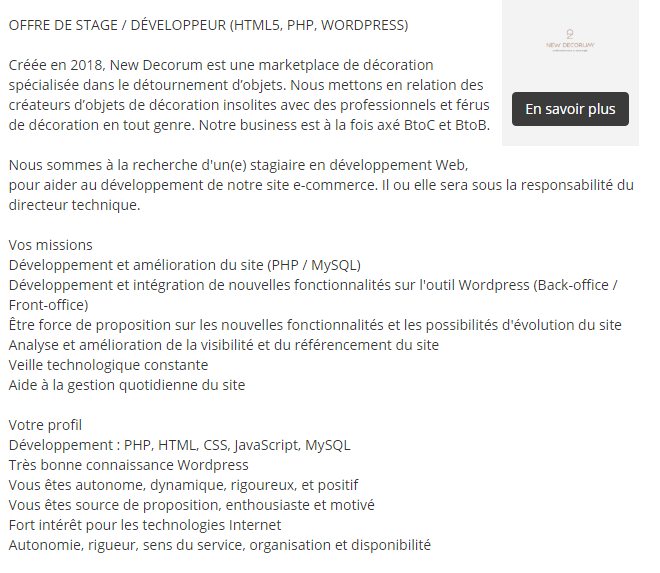 OFFRE DE STAGE / DÉVELOPPEUR (HTML5, PHP, WORDPRESS)
Créée en 2018, New Decorum est une marketplace de décoration
spécialisée dans le détournement d’objets. Nous mettons en relation des
créateurs d’objets de décoration insolites avec des professionnels et férus
de décoration en tout genre. Notre business est à la fois axé BtoC et BtoB.
NEW DECORUM
En savoir plus
Nous sommes à la recherche d'un(e) stagiaire en développement Web,
pour aider au développement de notre site e-commerce. Il ou elle sera sous la responsabilité du
directeur technique.
Vos missions
Développement et amélioration du site (PHP / MySQL)
Développement et intégration de nouvelles fonctionnalités sur l'outil Wordpress (Back-office /
Front-office)
Être force de proposition sur les nouvelles fonctionnalités et les possibilités d'évolution du site
Analyse et amélioration de la visibilité et du référencement du site
Veille technologique constante
Aide à la gestion quotidienne du site
Votre profil
Développement : PHP, HTML, CSS, JavaScript, MySQL
Très bonne connaissance Wordpress
Vous êtes autonome, dynamique, rigoureux, et positif
Vous êtes source de proposition, enthousiaste et motivé
Fort intérêt pour les technologies Internet
Autonomie, rigueur, sens du service, organisation et disponibilité